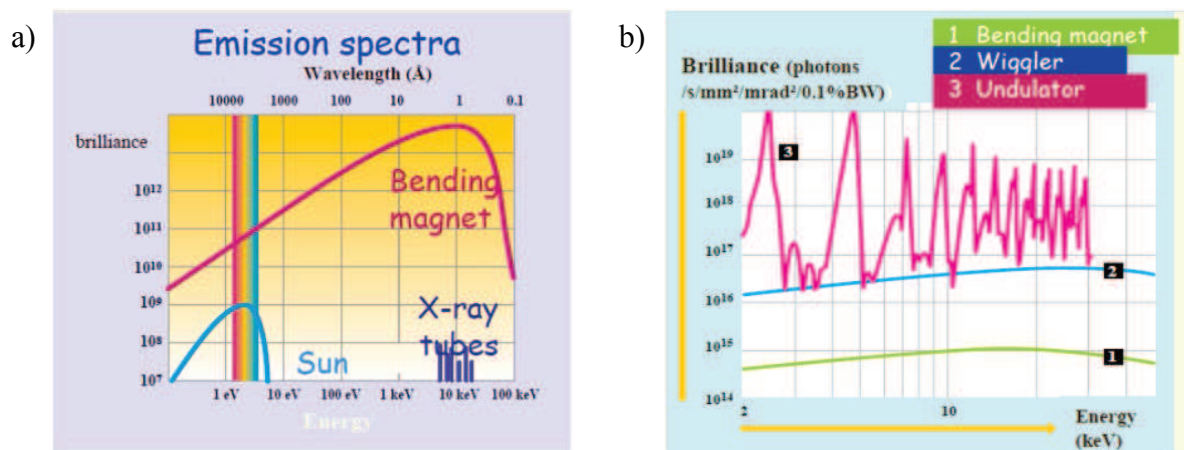 a)
Emission spectra
Wavelength (Å)
10000 1000 100 10 1 0.1
brilliance
10¹²
10¹¹
10¹⁰
10⁹
10⁸
10⁷
Bending
magnet
X-ray
tubes
Sun
1 eV 10 eV 100 eV 1 keV 10 keV 100 keV
Energy
b)
1 Bending magnet
2 Wiggler
3 Undulator
Brilliance (photons
/s/mm²/mrad²/0.1%BW)
10¹⁹
10¹⁸
10¹⁷
10¹⁶
10¹⁵
10¹⁴
3
2
1
2 10
Energy
(keV)